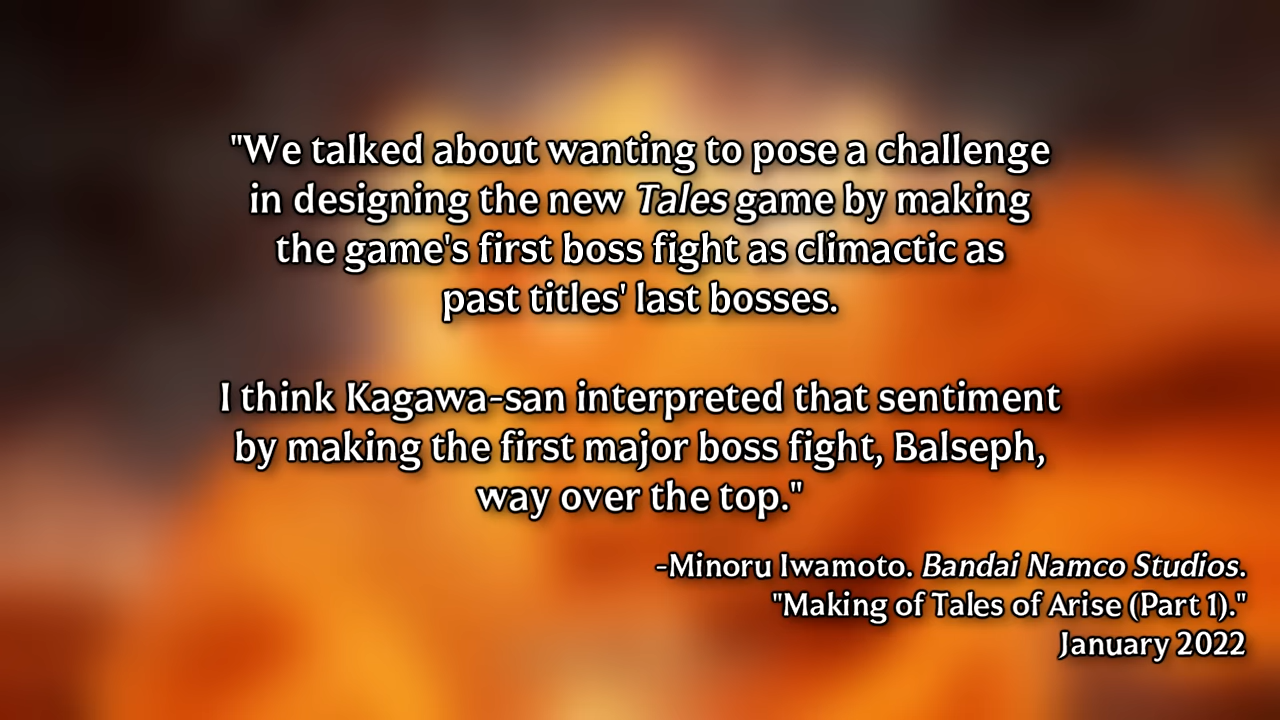 "We talked about wanting to pose a challenge
in designing the new Tales game by making
the game's first boss fight as climactic as
past titles' last bosses.
I think Kagawa-san interpreted that sentiment
by making the first major boss fight, Balseph,
way over the top."
-Minoru Iwamoto. Bandai Namco Studios.
"Making of Tales of Arise (Part 1)."
January 2022